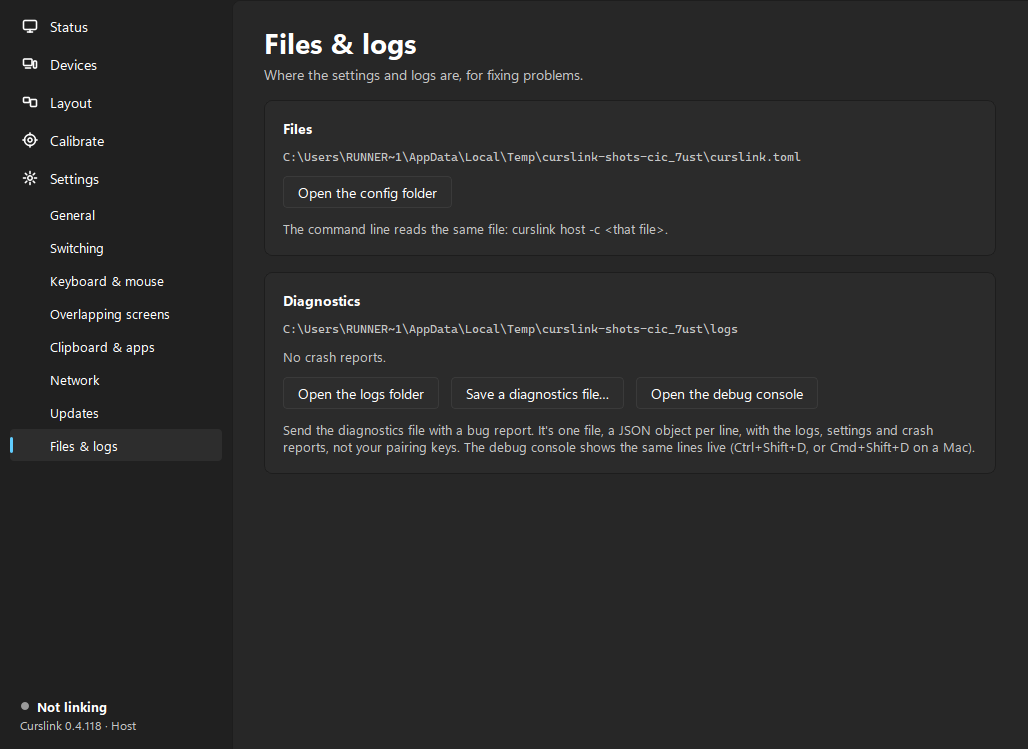 Status
Devices
Layout
Calibrate
Settings
General
Switching
Keyboard & mouse
Overlapping screens
Clipboard & apps
Network
Updates
Files & logs
Not linking
Curslink 0.4.118 · Host
Files & logs
Where the settings and logs are, for fixing problems.
Files
C:\Users\RUNNER~1\AppData\Local\Temp\curslink-shots-cic_7ust\curslink.toml
Open the config folder
The command line reads the same file: curslink host -c <that file>.
Diagnostics
C:\Users\RUNNER~1\AppData\Local\Temp\curslink-shots-cic_7ust\logs
No crash reports.
Open the logs folder
Save a diagnostics file...
Open the debug console
Send the diagnostics file with a bug report. It's one file, a JSON object per line, with the logs, settings and crash
reports, not your pairing keys. The debug console shows the same lines live (Ctrl+Shift+D, or Cmd+Shift+D on a Mac).